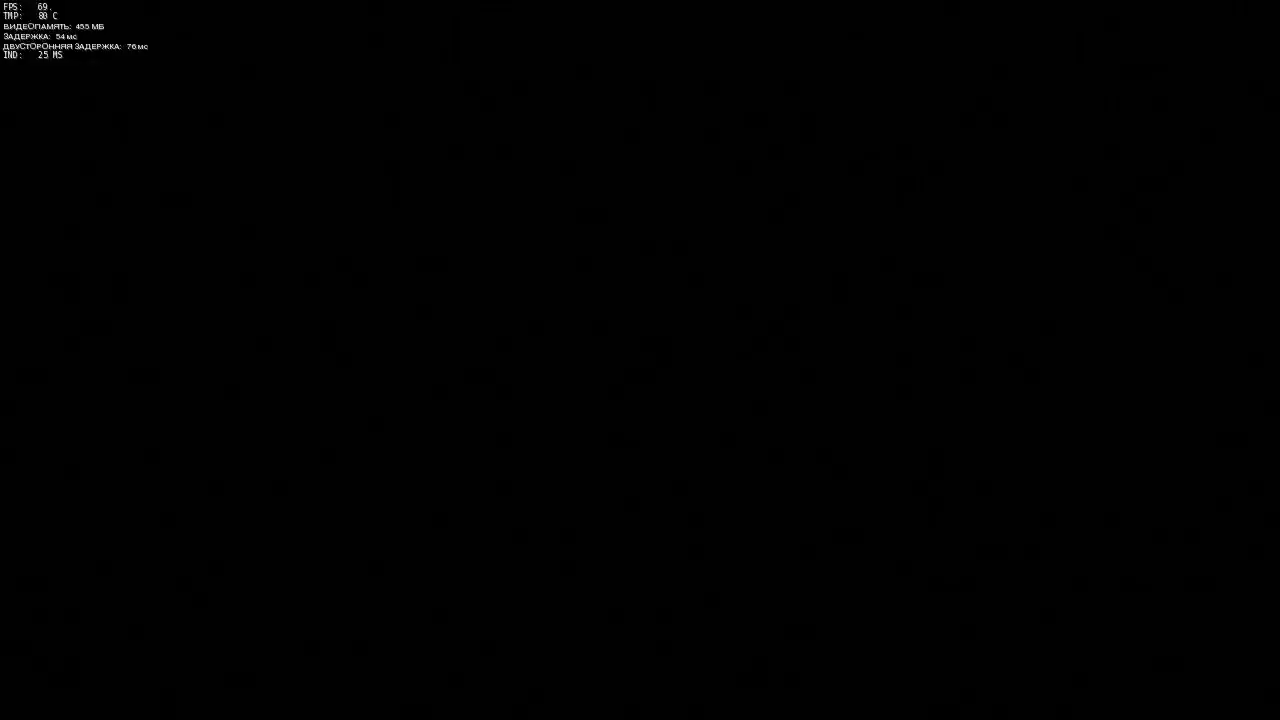 FPS: 69.
TMP: 80 C
ВИДЕОПАМЯТЬ: 455 МБ
ЗАДЕРЖКА: 54 мс
ДВУСТОРОННЯЯ ЗАДЕРЖКА: 76 мс
IND: 25 MS